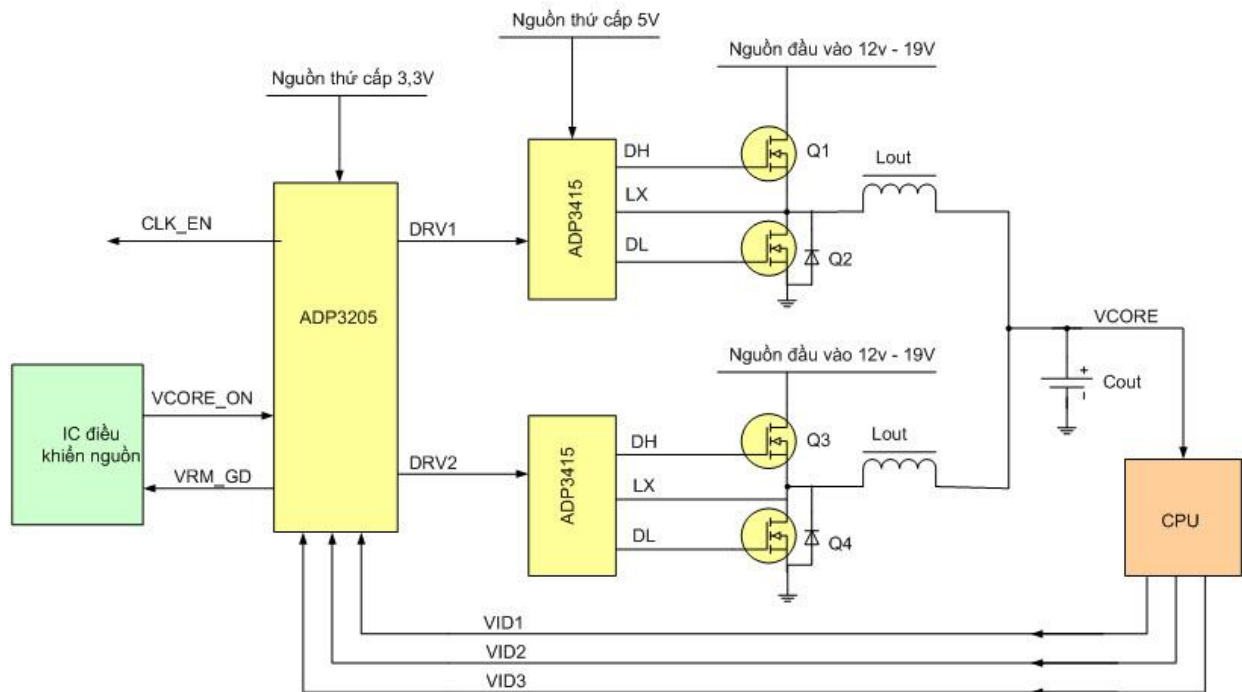 Nguồn thứ cấp 5V
Nguồn đầu vào 12v - 19V
Nguồn thứ cấp 3,3V
DH
Q1
Lout
ADP3415
LX
CLK_EN
DRV1
DL
Q2
ADP3205
VCORE
Nguồn đầu vào 12v - 19V
+
Cout
-
VCORE_ON
IC điều
khiển nguồn
DH
Q3
Lout
DRV2
VRM_GD
ADP3415
LX
DL
Q4
CPU
VID1
VID2
VID3